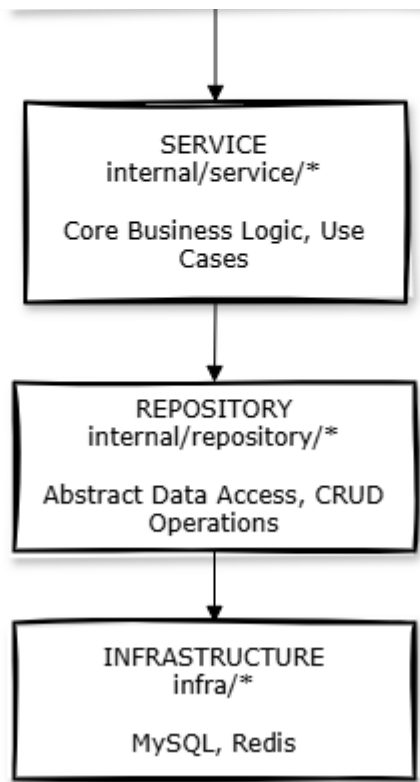 SERVICE
internal/service/*
Core Business Logic, Use
Cases
REPOSITORY
internal/repository/*
Abstract Data Access, CRUD
Operations
INFRASTRUCTURE
infra/*
MySQL, Redis